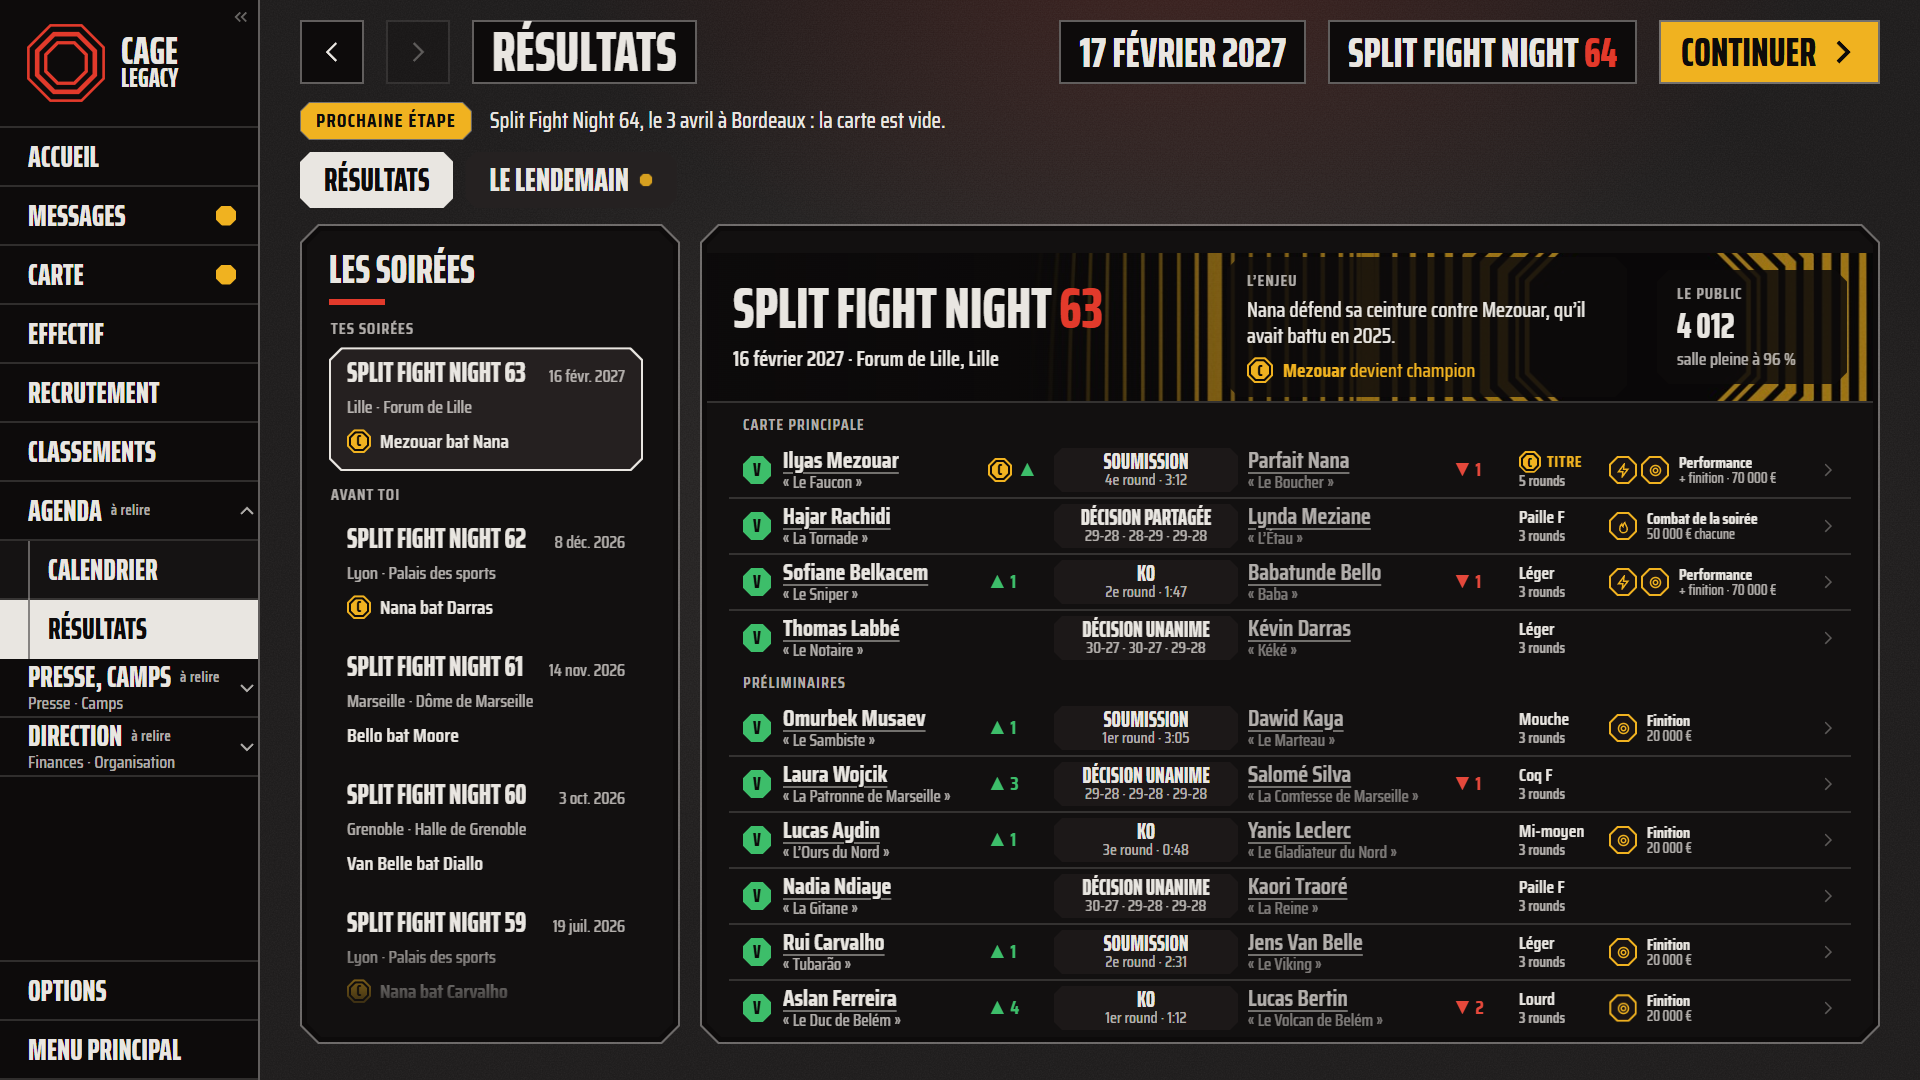 CAGE
LEGACY
ACCUEIL
MESSAGES
CARTE
EFFECTIF
RECRUTEMENT
CLASSEMENTS
AGENDA à relire
CALENDRIER
RÉSULTATS
PRESSE, CAMPS à relire
Presse · Camps
DIRECTION à relire
Finances · Organisation
OPTIONS
MENU PRINCIPAL
RÉSULTATS
17 FÉVRIER 2027
SPLIT FIGHT NIGHT 64
CONTINUER
PROCHAINE ÉTAPE
Split Fight Night 64, le 3 avril à Bordeaux : la carte est vide.
RÉSULTATS
LE LENDEMAIN
LES SOIRÉES
TES SOIRÉES
SPLIT FIGHT NIGHT 63 16 févr. 2027
Lille · Forum de Lille
Mezouar bat Nana
AVANT TOI
SPLIT FIGHT NIGHT 62 8 déc. 2026
Lyon · Palais des sports
Nana bat Darras
SPLIT FIGHT NIGHT 61 14 nov. 2026
Marseille · Dôme de Marseille
Bello bat Moore
SPLIT FIGHT NIGHT 60 3 oct. 2026
Grenoble · Halle de Grenoble
Van Belle bat Diallo
SPLIT FIGHT NIGHT 59 19 juil. 2026
Lyon · Palais des sports
Nana bat Carvalho
SPLIT FIGHT NIGHT 63
16 février 2027 · Forum de Lille, Lille
L'ENJEU
Nana défend sa ceinture contre Mezouar, qu'il
avait battu en 2025.
Mezouar devient champion
LE PUBLIC
4 012
salle pleine à 96 %
CARTE PRINCIPALE
V Ilyas Mezouar SOUMISSION Parfait Nana 1 TITRE Performance
« Le Faucon » 4e round · 3:12 « Le Boucher » 5 rounds + finition · 70 000 €
V Hajar Rachidi DÉCISION PARTAGÉE Lynda Meziane Paille F Combat de la soirée
« La Tornade » 29-28 · 28-29 · 29-28 « L'Étau » 3 rounds 50 000 € chacune
V Sofiane Belkacem 1 KO Babatunde Bello 1 Léger Performance
« Le Sniper » 2e round · 1:47 « Baba » 3 rounds + finition · 70 000 €
V Thomas Labbé DÉCISION UNANIME Kévin Darras Léger
« Le Notaire » 30-27 · 30-27 · 29-28 « Kéké » 3 rounds
PRÉLIMINAIRES
V Omurbek Musaev 1 SOUMISSION Dawid Kaya Mouche Finition
« Le Sambiste » 1er round · 3:05 « Le Marteau » 3 rounds 20 000 €
V Laura Wojcik 3 DÉCISION UNANIME Salomé Silva 1 Coq F
« La Patronne de Marseille » 29-28 · 29-28 · 29-28 « La Comtesse de Marseille » 3 rounds
V Lucas Aydin 1 KO Yanis Leclerc Mi-moyen Finition
« L'Ours du Nord » 3e round · 0:48 « Le Gladiateur du Nord » 3 rounds 20 000 €
V Nadia Ndiaye DÉCISION UNANIME Kaori Traoré Paille F
« La Gitane » 30-27 · 29-28 · 29-28 « La Reine » 3 rounds
V Rui Carvalho 1 SOUMISSION Jens Van Belle Léger Finition
« Tubarão » 2e round · 2:31 « Le Viking » 3 rounds 20 000 €
V Aslan Ferreira 4 KO Lucas Bertin 2 Lourd Finition
« Le Duc de Belém » 1er round · 1:12 « Le Volcan de Belém » 3 rounds 20 000 €